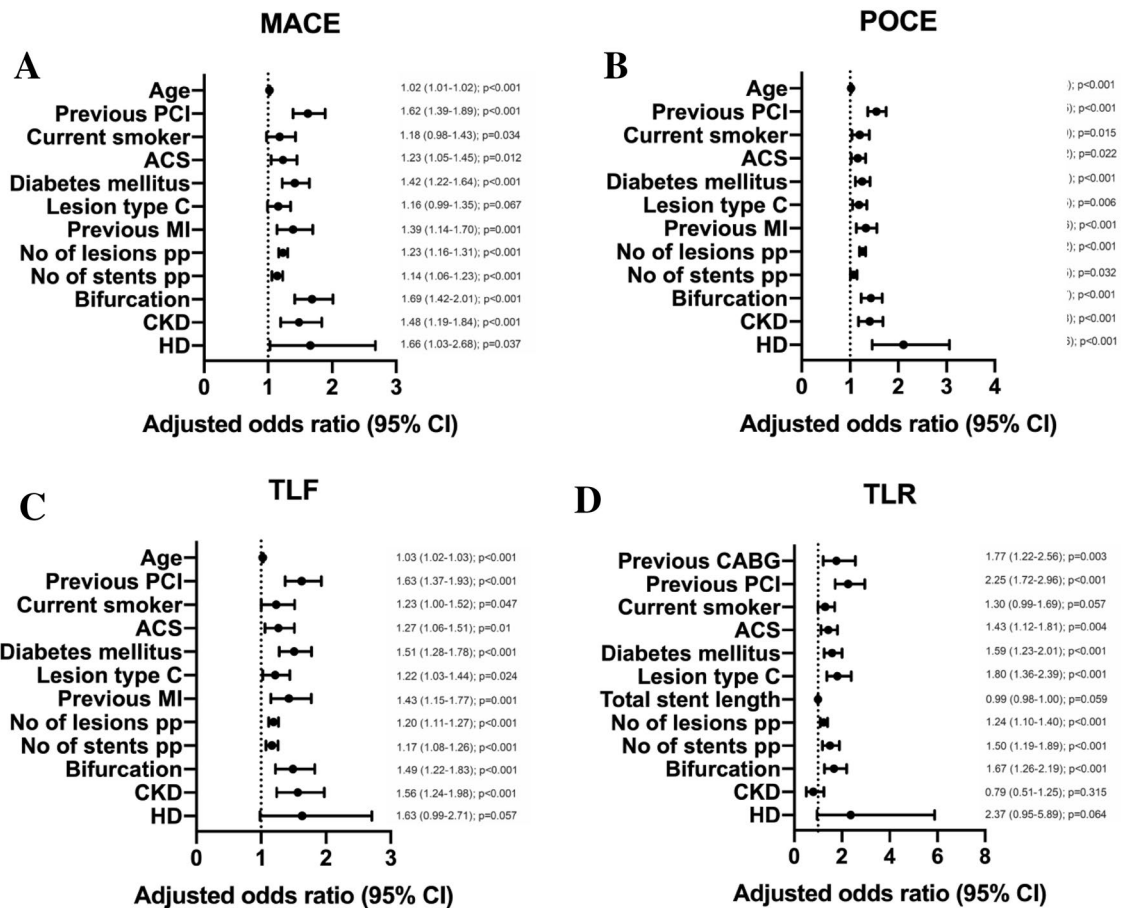 MACE
A
Age 1.02 (1.01-1.02); p<0.001
Previous PCI 1.62 (1.39-1.89); p<0.001
Current smoker 1.18 (0.98-1.43); p=0.034
ACS 1.23 (1.05-1.45); p=0.012
Diabetes mellitus 1.42 (1.22-1.64); p<0.001
Lesion type C 1.16 (0.99-1.35); p=0.067
Previous MI 1.39 (1.14-1.70); p=0.001
No of lesions pp 1.23 (1.16-1.31); p<0.001
No of stents pp 1.14 (1.06-1.23); p<0.001
Bifurcation 1.69 (1.42-2.01); p<0.001
CKD 1.48 (1.19-1.84); p<0.001
HD 1.66 (1.03-2.68); p=0.037
0 1 2 3
Adjusted odds ratio (95% CI)
POCE
B
Age ); p<0.001
Previous PCI ); p<0.001
Current smoker ); p=0.015
ACS ); p=0.022
Diabetes mellitus ); p<0.001
Lesion type C ); p=0.006
Previous MI ); p<0.001
No of lesions pp ); p<0.001
No of stents pp ); p=0.032
Bifurcation ); p<0.001
CKD ); p<0.001
HD ); p<0.001
0 1 2 3 4
Adjusted odds ratio (95% CI)
TLF
C
Age 1.03 (1.02-1.03); p<0.001
Previous PCI 1.63 (1.37-1.93); p<0.001
Current smoker 1.23 (1.00-1.52); p=0.047
ACS 1.27 (1.06-1.51); p=0.01
Diabetes mellitus 1.51 (1.28-1.78); p<0.001
Lesion type C 1.22 (1.03-1.44); p=0.024
Previous MI 1.43 (1.15-1.77); p=0.001
No of lesions pp 1.20 (1.11-1.27); p<0.001
No of stents pp 1.17 (1.08-1.26); p<0.001
Bifurcation 1.49 (1.22-1.83); p<0.001
CKD 1.56 (1.24-1.98); p<0.001
HD 1.63 (0.99-2.71); p=0.057
0 1 2 3
Adjusted odds ratio (95% CI)
TLR
D
Previous CABG 1.77 (1.22-2.56); p=0.003
Previous PCI 2.25 (1.72-2.96); p<0.001
Current smoker 1.30 (0.99-1.69); p=0.057
ACS 1.43 (1.12-1.81); p=0.004
Diabetes mellitus 1.59 (1.23-2.01); p=0.001
Lesion type C 1.80 (1.36-2.39); p<0.001
Total stent length 0.99 (0.98-1.00); p=0.059
No of lesions pp 1.24 (1.10-1.40); p<0.001
No of stents pp 1.50 (1.19-1.89); p<0.001
Bifurcation 1.67 (1.26-2.19); p<0.001
CKD 0.79 (0.51-1.25); p=0.315
HD 2.37 (0.95-5.89); p=0.064
0 2 4 6 8
Adjusted odds ratio (95% CI)